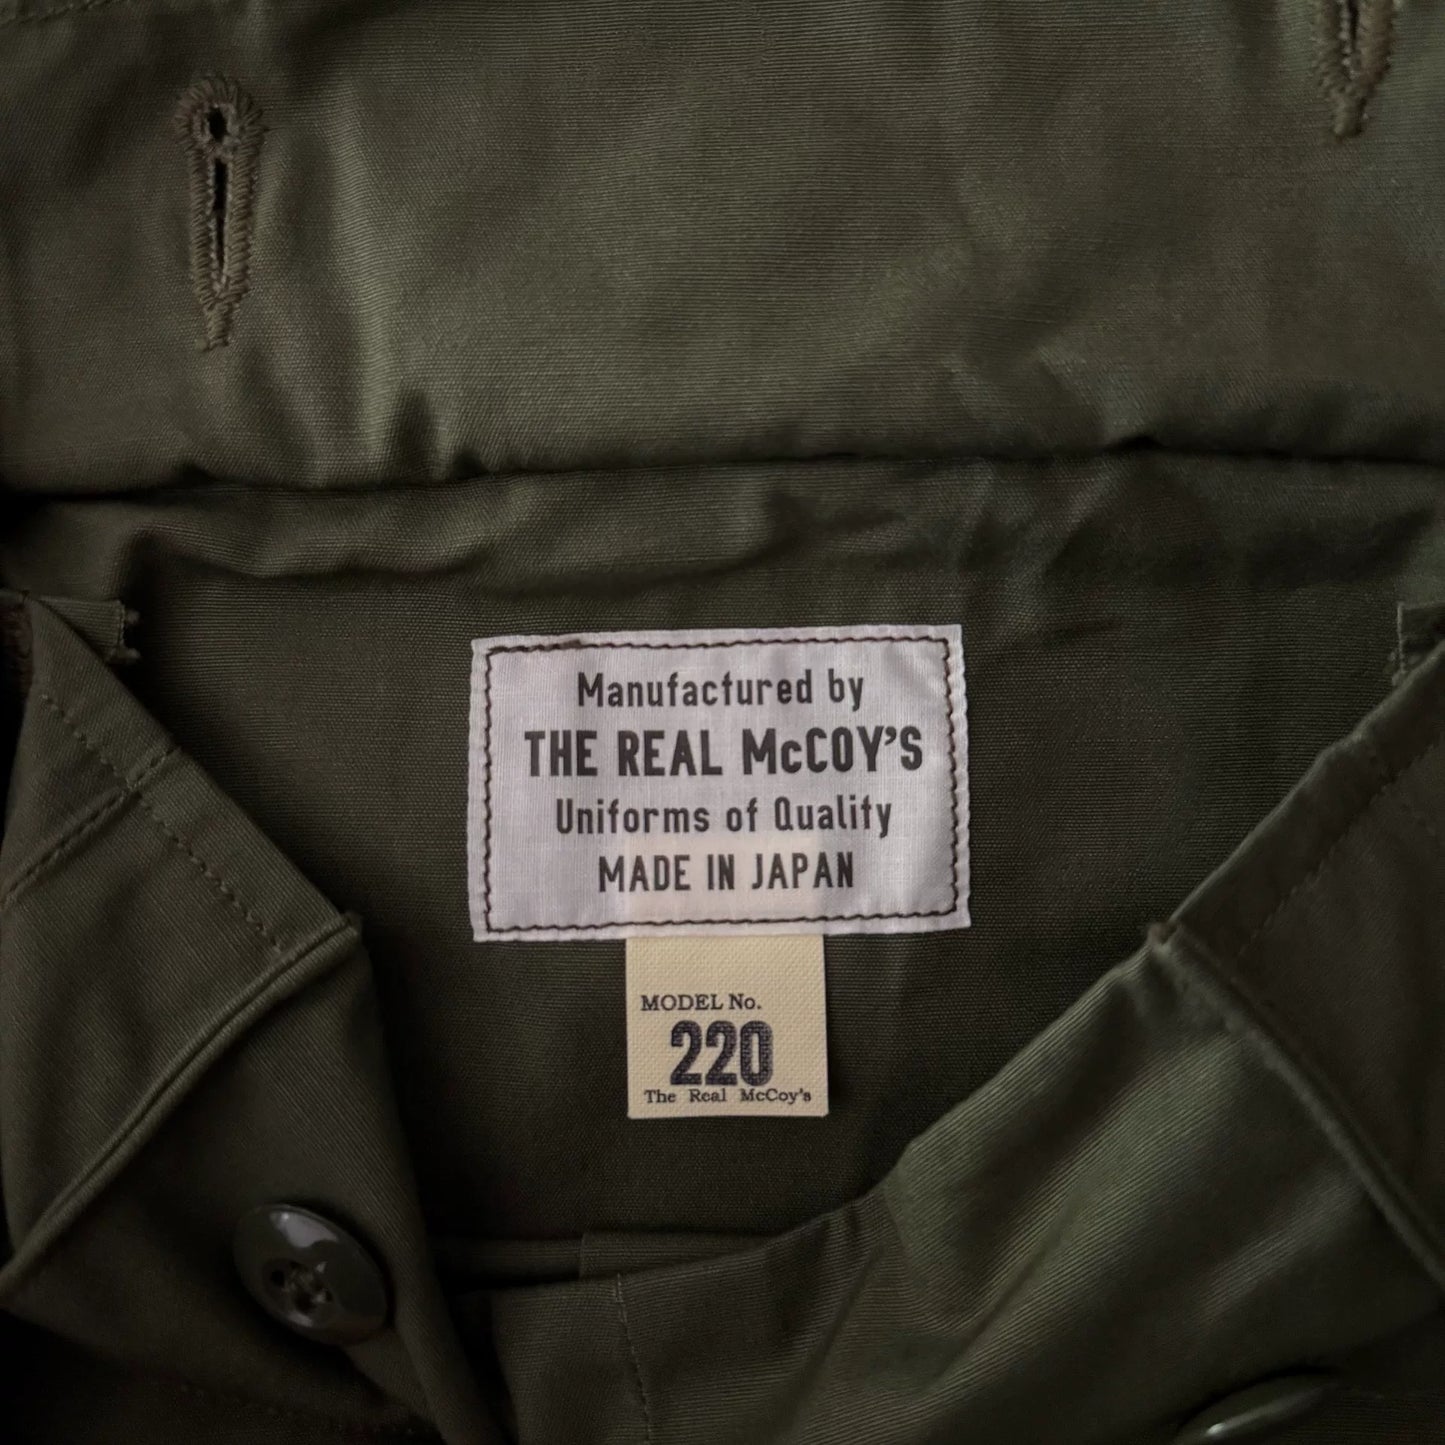 Manufactured by
THE REAL McCOY'S
Uniforms of Quality
MADE IN JAPAN
MODEL No.
220
The Real McCoy's